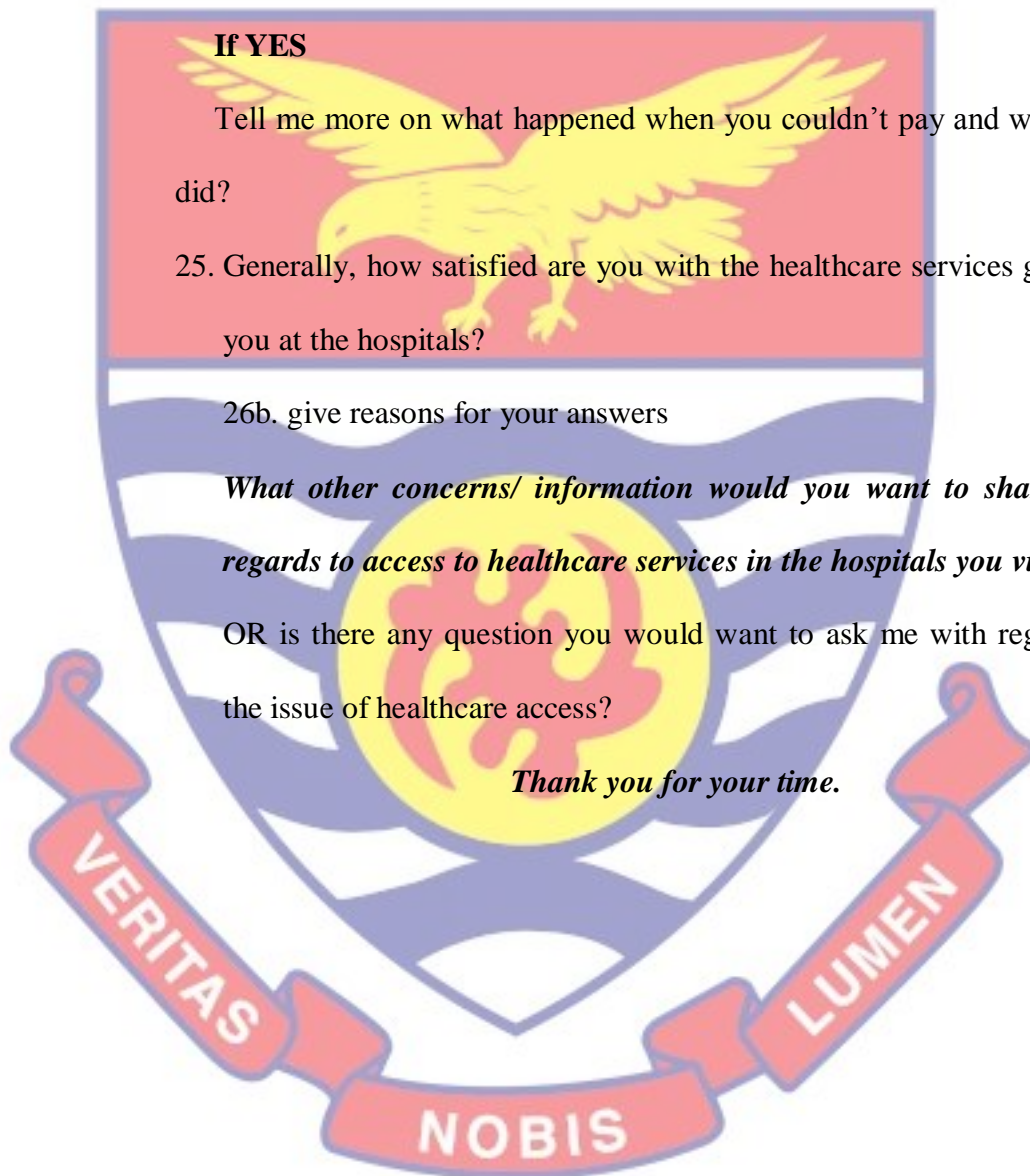 If YES
Tell me more on what happened when you couldn’t pay and w
did?
25. Generally, how satisfied are you with the healthcare services g
you at the hospitals?
26b. give reasons for your answers
What other concerns/ information would you want to sha
regards to access to healthcare services in the hospitals you vi
OR is there any question you would want to ask me with reg
the issue of healthcare access?
Thank you for your time.
VERITAS
NOBIS
LUMEN